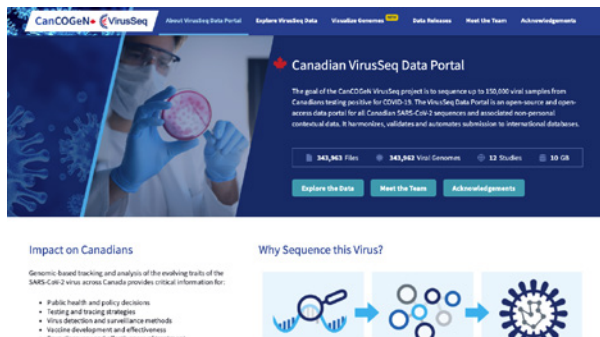 CanCOGeN VirusSeq
About VirusSeq Data Portal
Explore VirusSeq Data
Visualize Genomes NEW
Data Releases
Meet the Team
Acknowledgements
Canadian VirusSeq Data Portal
The goal of the CanCOGeN VirusSeq project is to sequence up to 150,000 viral samples from
Canadians testing positive for COVID-19. The VirusSeq Data Portal is an open-source and open-
access data portal for all Canadian SARS-CoV-2 sequences and associated non-personal
contextual data. It harmonizes, validates and automates submission to international databases.
343,963 Files
343,962 Viral Genomes
12 Studies
10 GB
Explore the Data
Meet the Team
Acknowledgements
Impact on Canadians
Genomic-based tracking and analysis of the evolving traits of the
SARS-CoV-2 virus across Canada provides critical information for:
• Public health and policy decisions
• Testing and tracing strategies
• Virus detection and surveillance methods
• Vaccine development and effectiveness
Why Sequence this Virus?